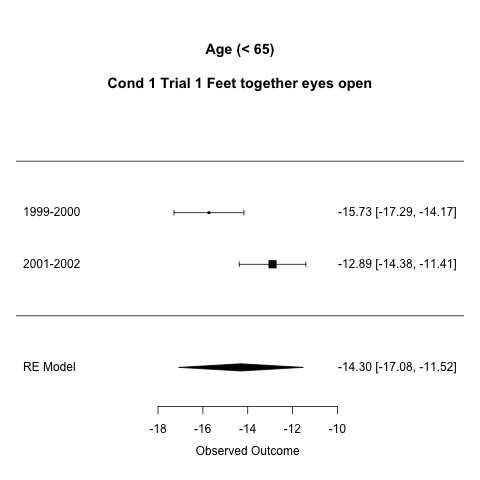 Age (< 65)
Cond 1 Trial 1 Feet together eyes open
1999-2000 -15.73 [-17.29, -14.17]
2001-2002 -12.89 [-14.38, -11.41]
RE Model -14.30 [-17.08, -11.52]
-18 -16 -14 -12 -10
Observed Outcome